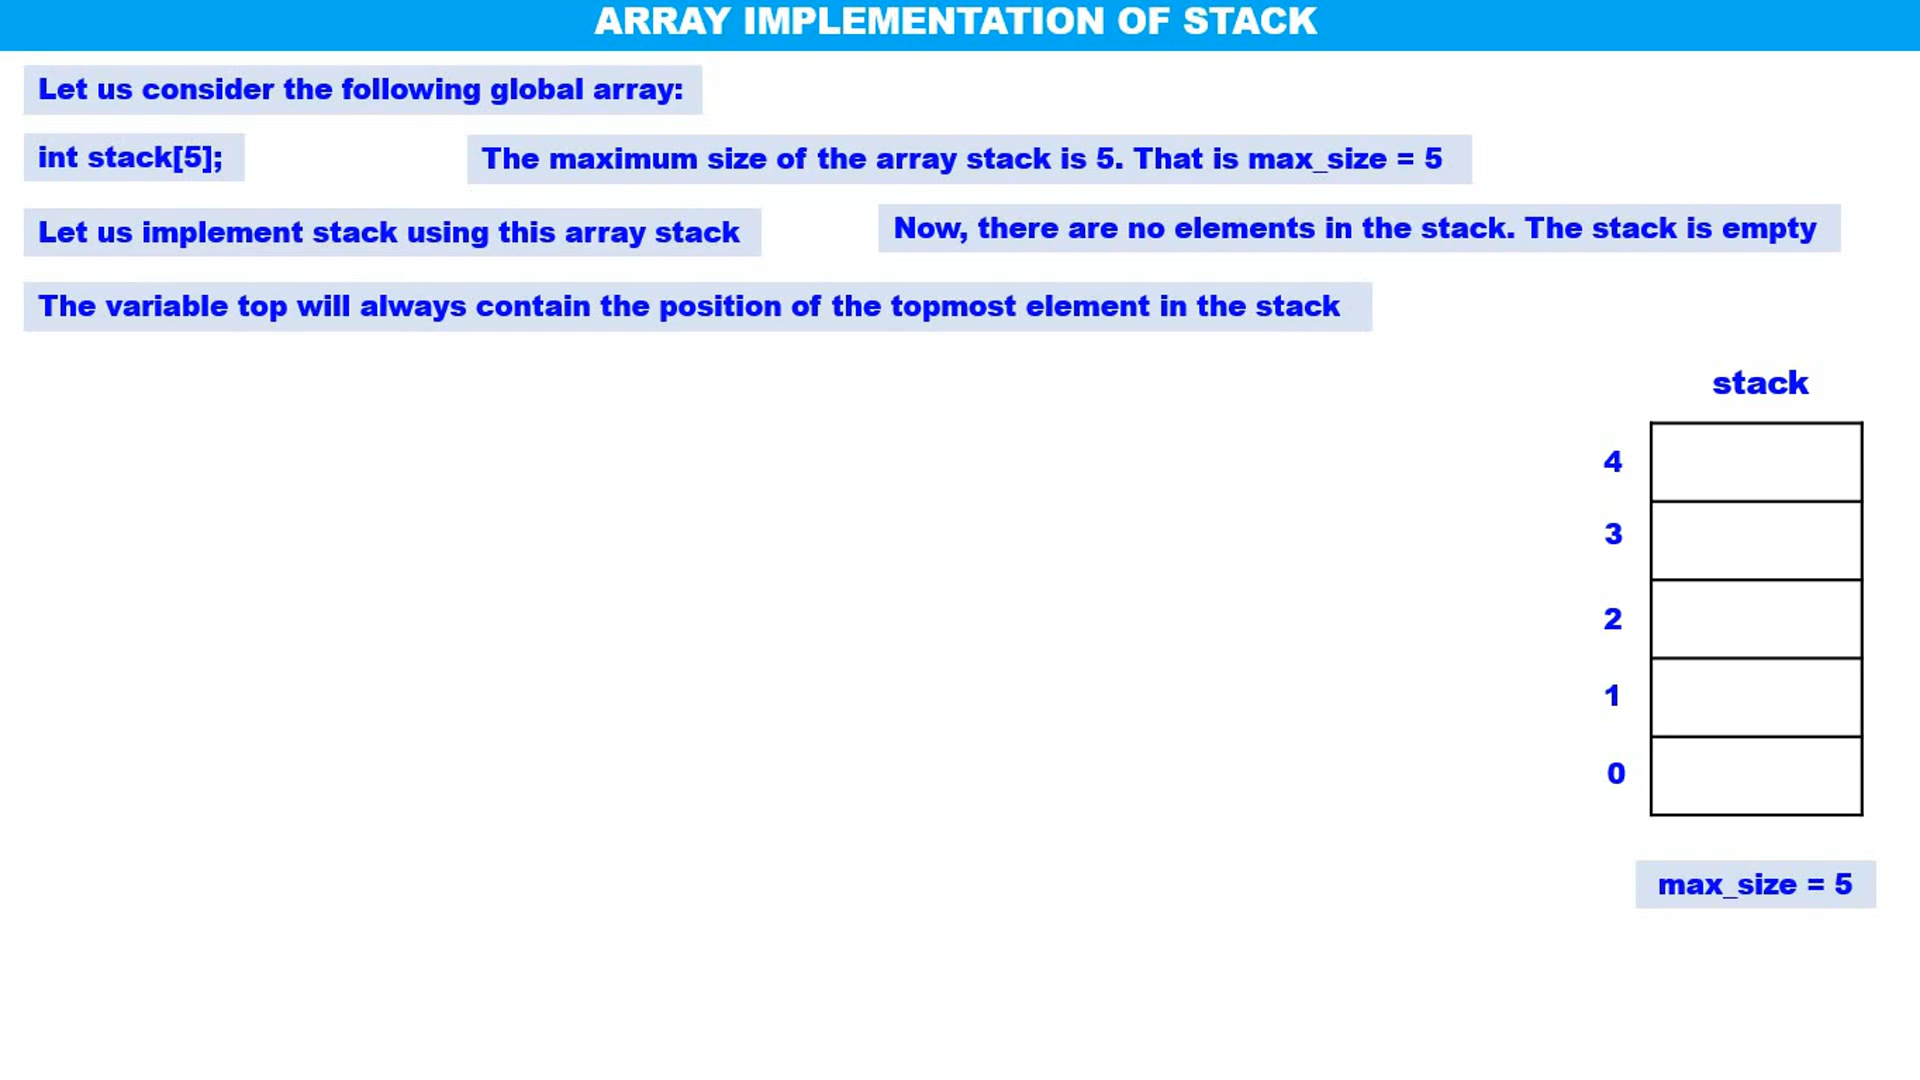 ARRAY IMPLEMENTATION OF STACK
Let us consider the following global array:
int stack[5];
The maximum size of the array stack is 5. That is max_size = 5
Let us implement stack using this array stack
Now, there are no elements in the stack. The stack is empty
The variable top will always contain the position of the topmost element in the stack
stack
4
3
2
1
0
max_size = 5